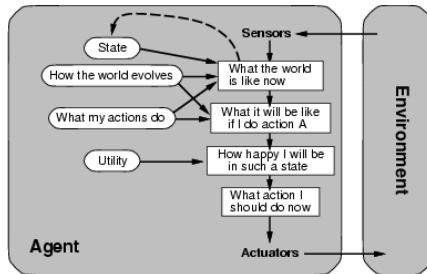 State
Sensors
How the world evolves
What the world
is like now
What my actions do
What it will be like
if I do action A
Utility
How happy I will be
in such a state
What action I
should do now
Agent
Actuators
Environment